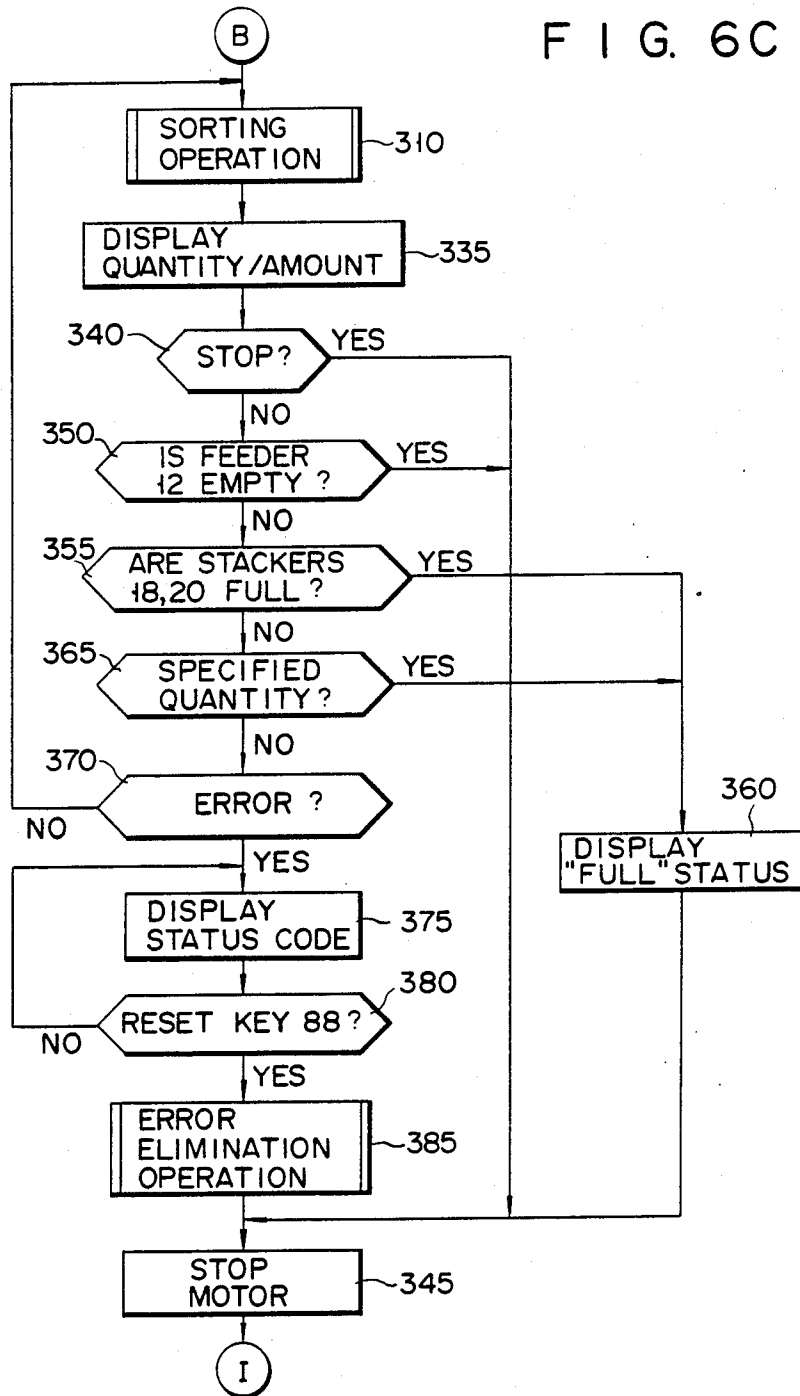 B
F I G. 6C
SORTING
OPERATION
310
DISPLAY
QUANTITY/AMOUNT
335
340
STOP?
YES
NO
350
IS FEEDER
12 EMPTY ?
YES
NO
355
ARE STACKERS
18,20 FULL ?
YES
NO
365
SPECIFIED
QUANTITY?
YES
NO
370
ERROR ?
NO
YES
360
DISPLAY
"FULL" STATUS
DISPLAY
STATUS CODE
375
380
RESET KEY 88 ?
NO
YES
ERROR
ELIMINATION
OPERATION
385
STOP
MOTOR
345
I